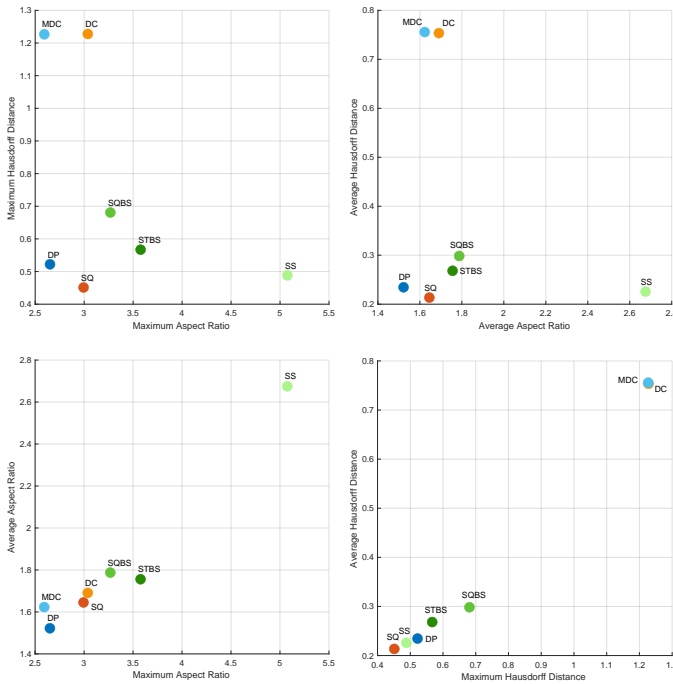 1.3
1.2
1.1
1
0.9
0.8
0.7
0.6
0.5
0.4
2.5 3 3.5 4 4.5 5 5.5
Maximum Aspect Ratio
Maximum Hausdorff Distance
MDC
DC
SQBS
STBS
DP
SQ
SS
0.8
0.7
0.6
0.5
0.4
0.3
0.2
1.4 1.6 1.8 2 2.2 2.4 2.6 2.
Average Aspect Ratio
Average Hausdorff Distance
MDC
DC
SQBS
STBS
DP
SQ
SS
2.8
2.6
2.4
2.2
2
1.8
1.6
1.4
2.5 3 3.5 4 4.5 5 5.5
Maximum Aspect Ratio
Average Aspect Ratio
SS
SQBS
STBS
DC
MDC
SQ
DP
0.8
0.7
0.6
0.5
0.4
0.3
0.2
0.4 0.5 0.6 0.7 0.8 0.9 1 1.1 1.2 1.
Maximum Hausdorff Distance
Average Hausdorff Distance
MDC
DC
SQBS
STBS
SS
SQ
DP